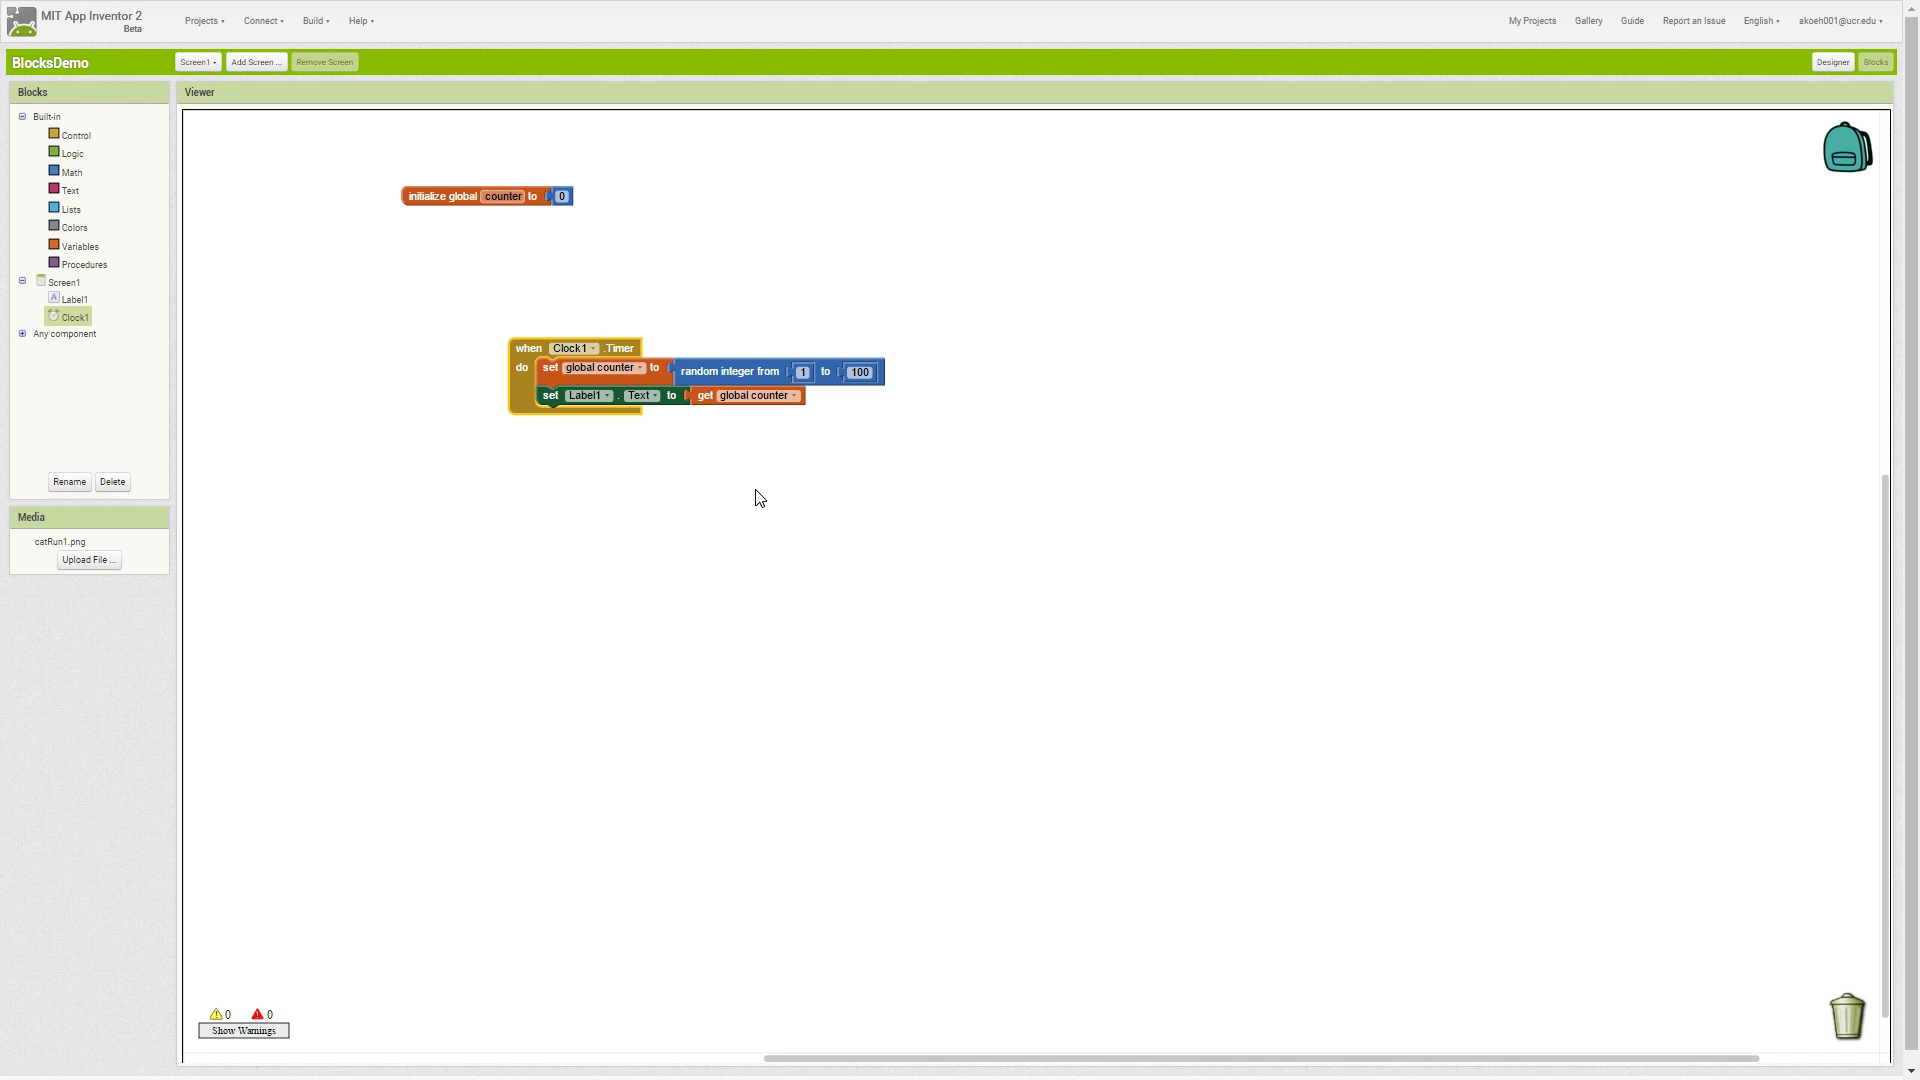 MIT App Inventor 2
Beta
Projects Connect Build Help
My Projects Gallery Guide Report an Issue English akoeh001@ucr.edu
BlocksDemo
Screen1 Add Screen ... Remove Screen
Designer Blocks
Blocks
Built-in
Control
Logic
Math
Text
Lists
Colors
Variables
Procedures
Screen1
A Label1
Clock1
Any component
Rename Delete
Media
catRun1.png
Upload File ...
Viewer
initialize global counter to 0
when Clock1 .Timer
do set global counter to random integer from 1 to 100
set Label1 . Text to get global counter
0 0
Show Warnings